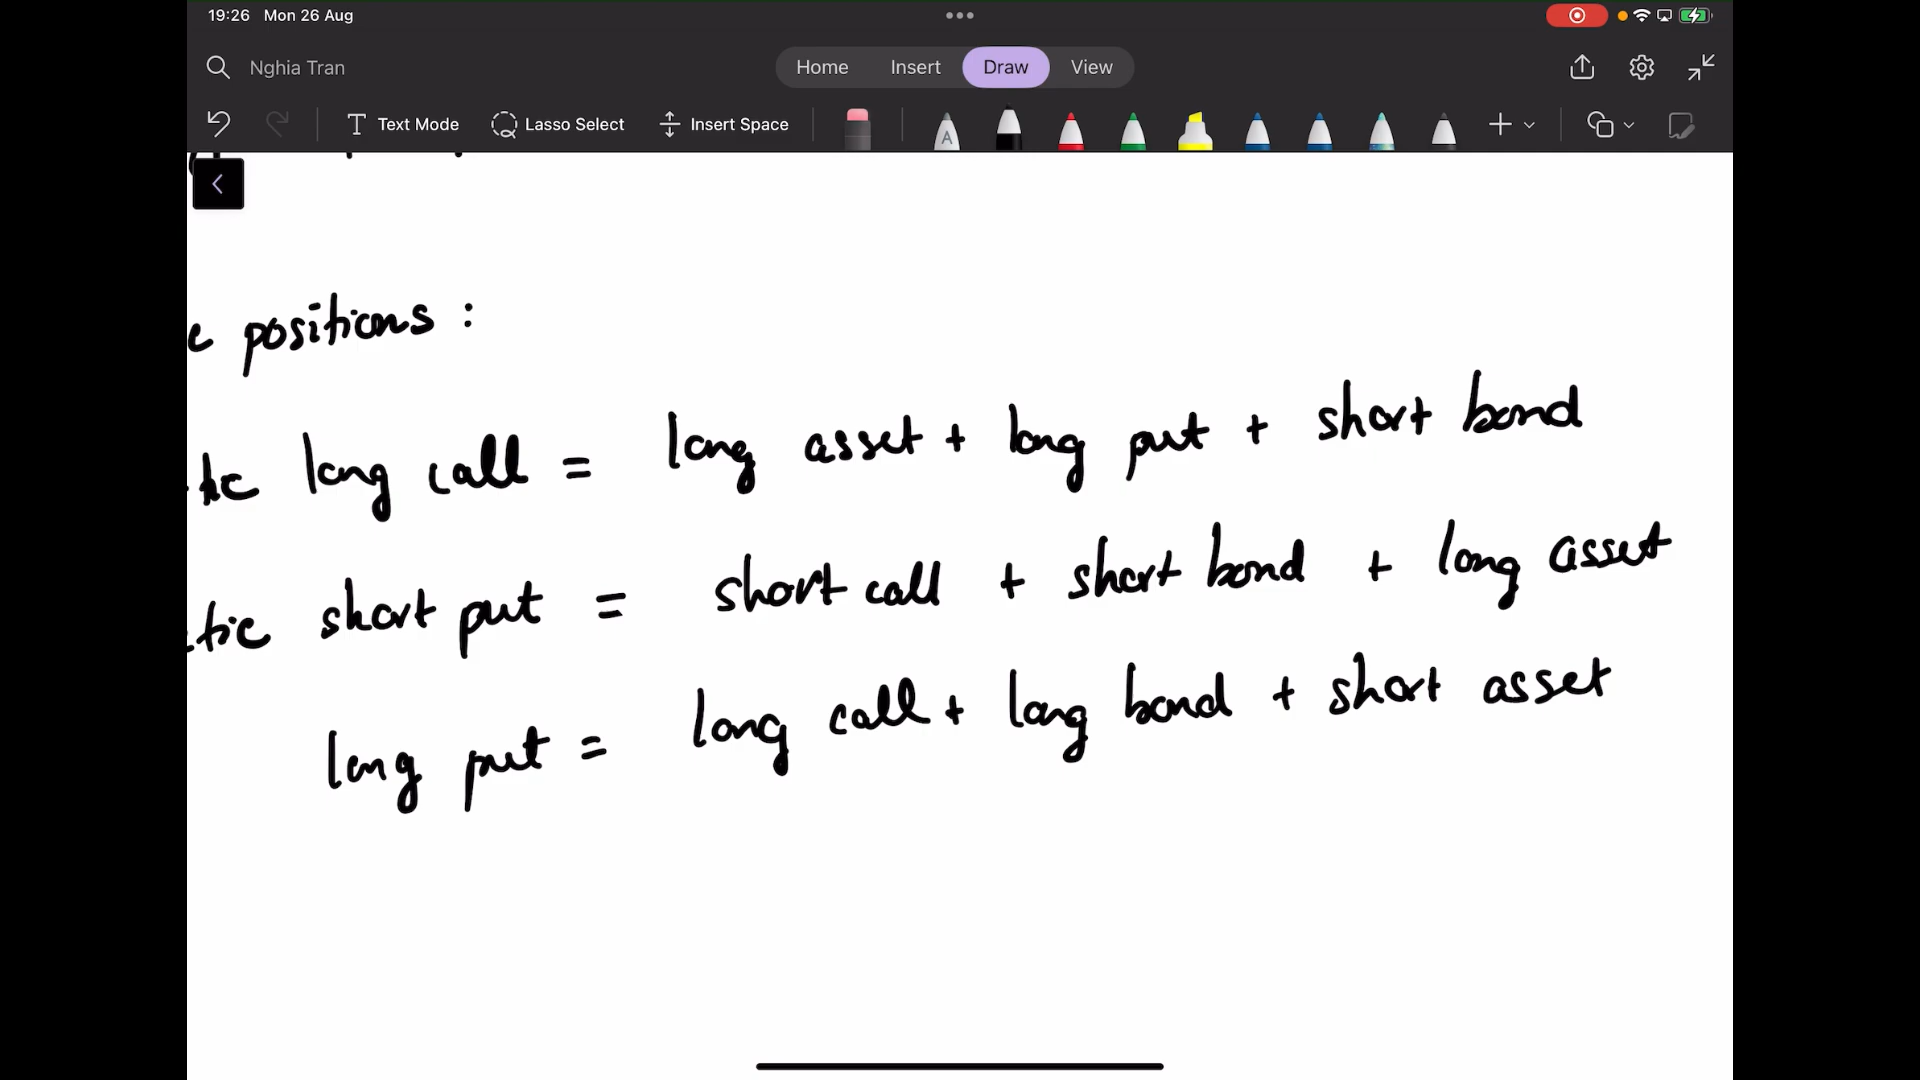 19:26 Mon 26 Aug
Nghia Tran Home Insert Draw View
Text Mode Lasso Select Insert Space A
positions :
long call = long asset + long put + short bond
tic short put = short call + short bond + long asset
long put = long call + long bond + short asset